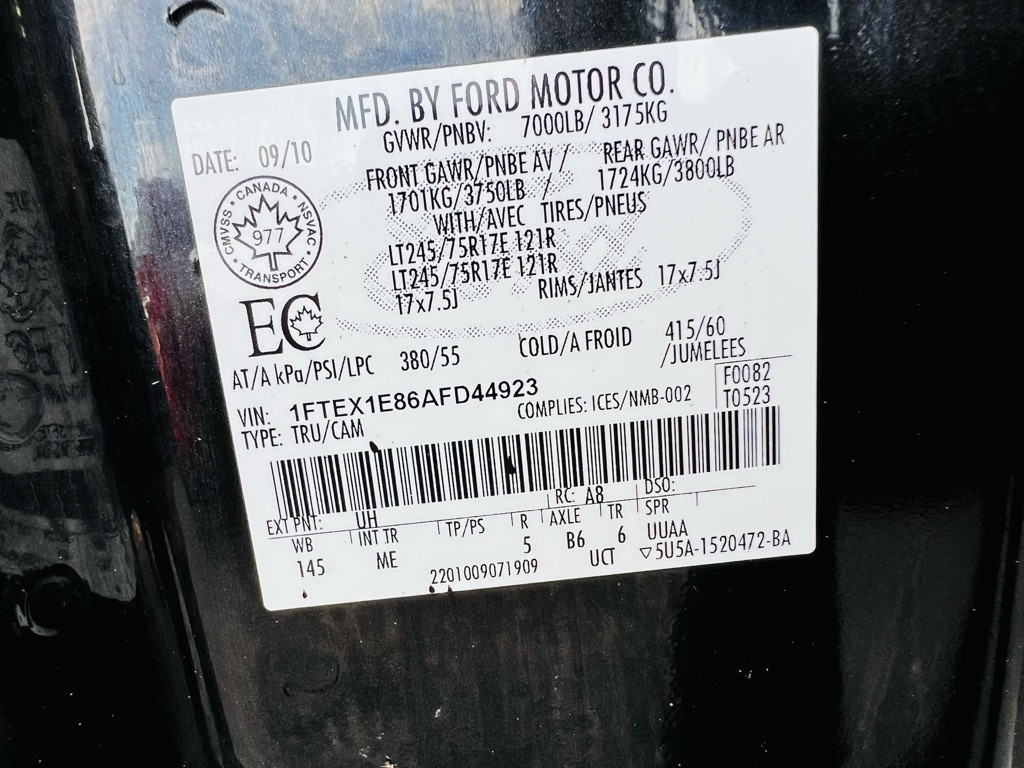 MFD. BY FORD MOTOR CO.
DATE: 09/10
GVWR/PNBV: 7000LB/ 3175KG
FRONT GAWR/PNBE AV / REAR GAWR/ PNBE AR
1701KG/3750LB / 1724KG/3800LB
WITH/AVEC TIRES/PNEUS
LT245/75R17E 121R
LT245/75R17E 121R
17x7.5J RIMS/JANTES 17x7.5J
CMVSS · CANADA · NSVAC · TRANSPORT ·
977
EC
AT/A kPa/PSI/LPC 380/55 COLD/A FROID 415/60
/JUMELEES
VIN: 1FTEX1E86AFD44923
TYPE: TRU/CAM
COMPLIES: ICES/NMB-002
F0082
T0523
EXT PNT: UH RC: A8 DSO:
WB INT TR TP/PS R AXLE TR SPR
145 ME 5 B6 6 UUAA
2201009071909 UCT ▽5U5A-1520472-BA